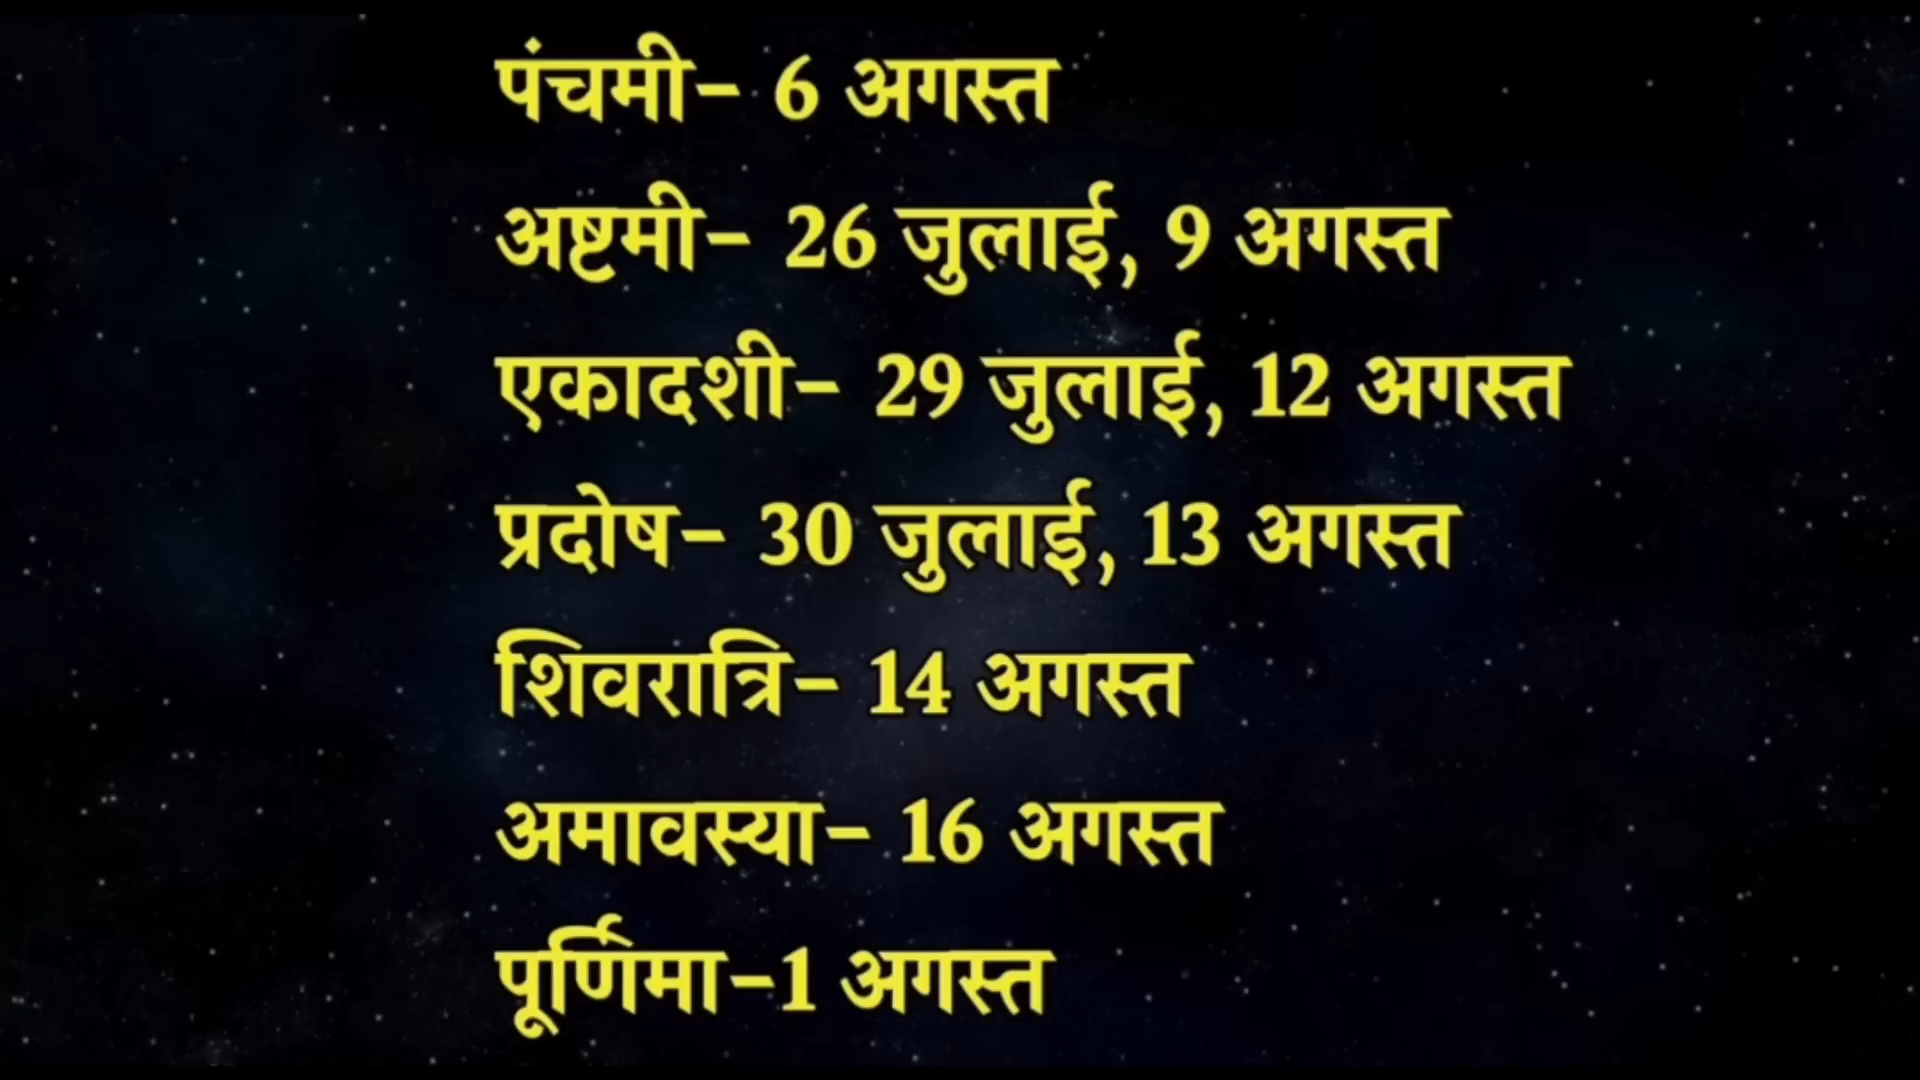 पंचमी- 6 अगस्त
अष्टमी- 26 जुलाई, 9 अगस्त
एकादशी- 29 जुलाई, 12 अगस्त
प्रदोष- 30 जुलाई, 13 अगस्त
शिवरात्रि- 14 अगस्त
अमावस्या- 16 अगस्त
पूर्णिमा-1 अगस्त